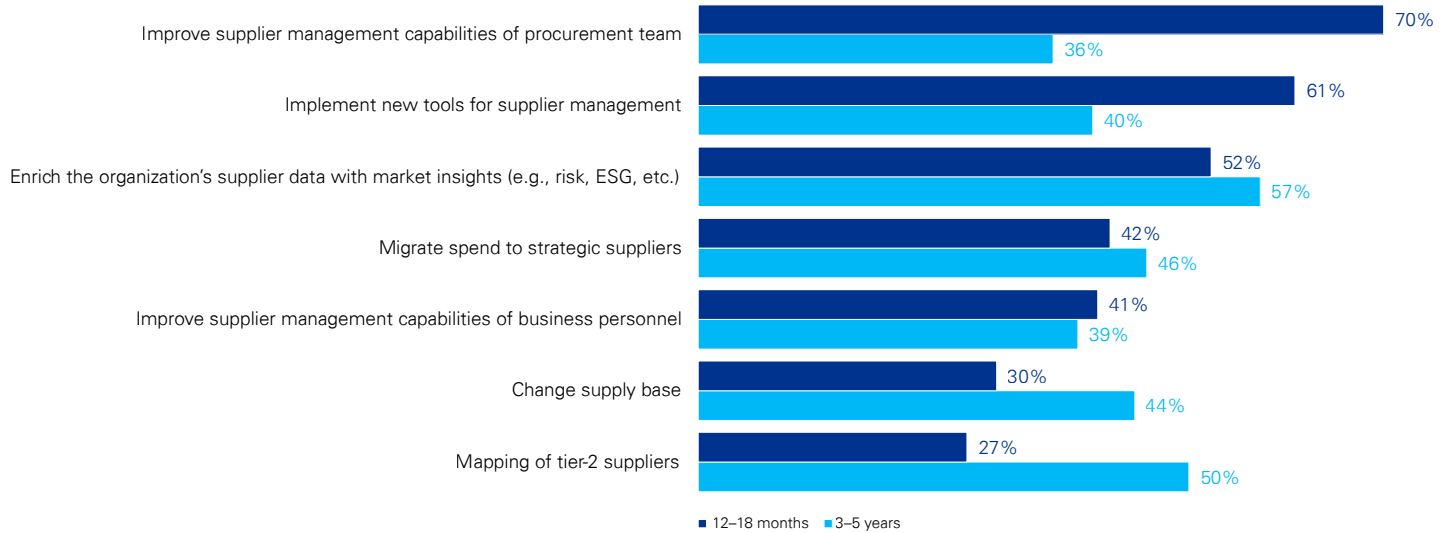 Improve supplier management capabilities of procurement team
70%
36%
Implement new tools for supplier management
61%
40%
Enrich the organization’s supplier data with market insights (e.g., risk, ESG, etc.)
52%
57%
Migrate spend to strategic suppliers
42%
46%
Improve supplier management capabilities of business personnel
41%
39%
Change supply base
30%
44%
Mapping of tier-2 suppliers
27%
50%
12–18 months 3–5 years